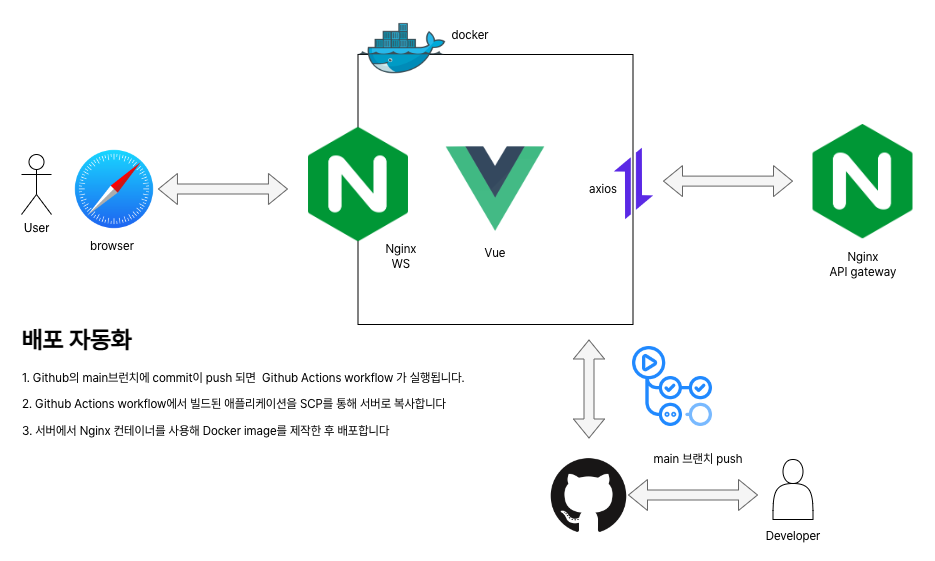 docker
axios
User
browser
Nginx
WS
Vue
Nginx
API gateway
배포 자동화
1. Github의 main브런치에 commit이 push 되면 Github Actions workflow 가 실행됩니다.
2. Github Actions workflow에서 빌드된 애플리케이션을 SCP를 통해 서버로 복사합니다
3. 서버에서 Nginx 컨테이너를 사용해 Docker image를 제작한 후 배포합니다
main 브랜치 push
Developer